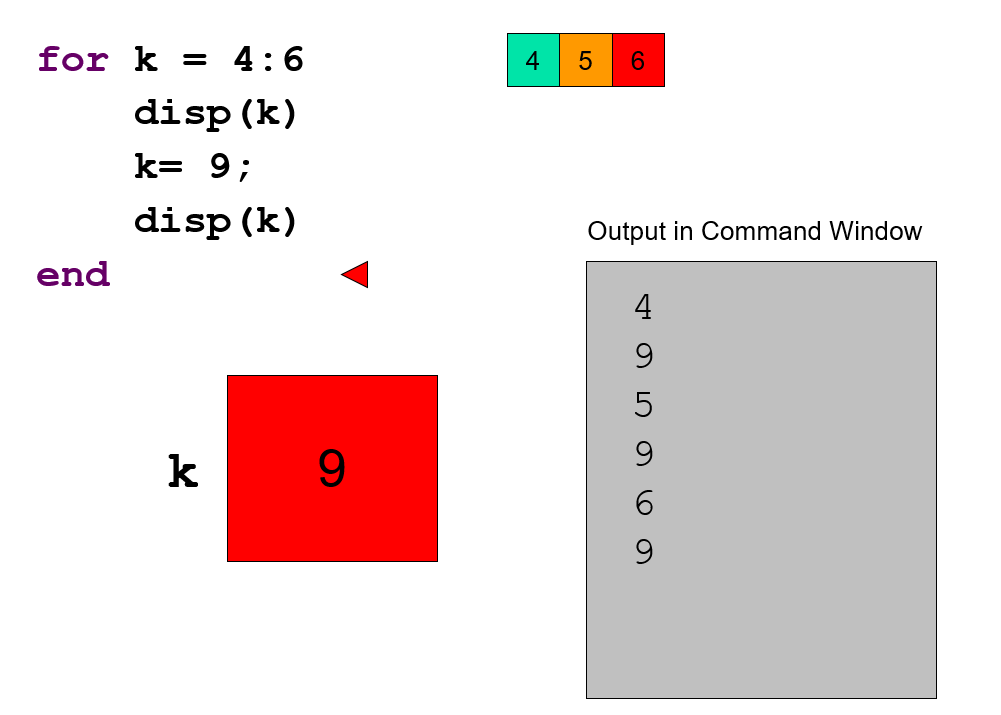 for k = 4:6
    disp(k)
    k= 9;
    disp(k)
end
4 5 6
k 9
Output in Command Window
4
9
5
9
6
9